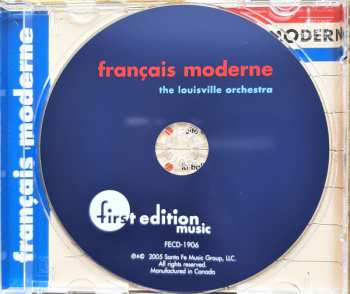 français moderne
MODERN
français moderne
the louisville orchestra
first edition
music
FECD-1906
℗© 2005 Santa Fe Music Group, LLC.
All rights reserved.
Manufactured in Canada